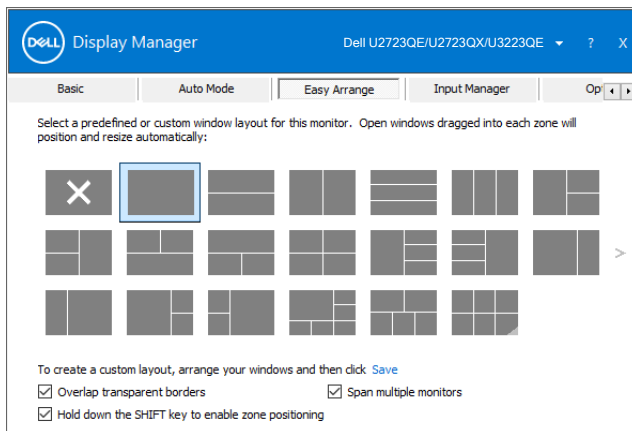 DELL Display Manager Dell U2723QE/U2723QX/U3223QE ? X
Basic Auto Mode Easy Arrange Input Manager Op
Select a predefined or custom window layout for this monitor. Open windows dragged into each zone will
position and resize automatically:
>
To create a custom layout, arrange your windows and then click Save
Overlap transparent borders Span multiple monitors
Hold down the SHIFT key to enable zone positioning